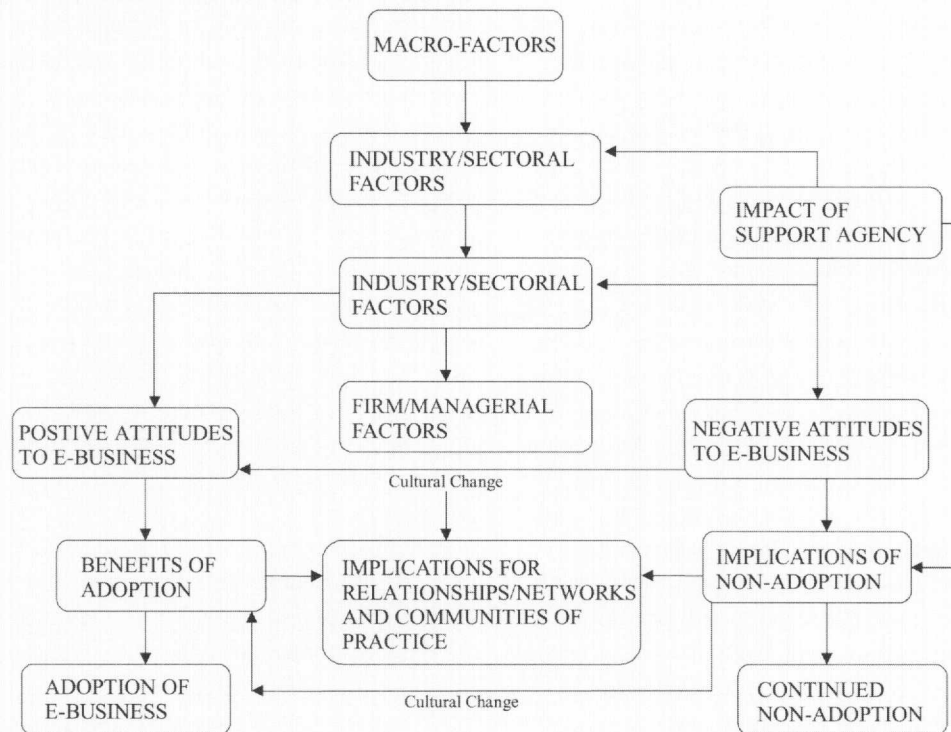 MACRO-FACTORS
INDUSTRY/SECTORAL
FACTORS
IMPACT OF
SUPPORT AGENCY
INDUSTRY/SECTORIAL
FACTORS
FIRM/MANAGERIAL
FACTORS
POSTIVE ATTITUDES
TO E-BUSINESS
NEGATIVE ATTITUDES
TO E-BUSINESS
Cultural Change
BENEFITS OF
ADOPTION
IMPLICATIONS FOR
RELATIONSHIPS/NETWORKS
AND COMMUNITIES OF
PRACTICE
IMPLICATIONS OF
NON-ADOPTION
ADOPTION OF
E-BUSINESS
Cultural Change
CONTINUED
NON-ADOPTION